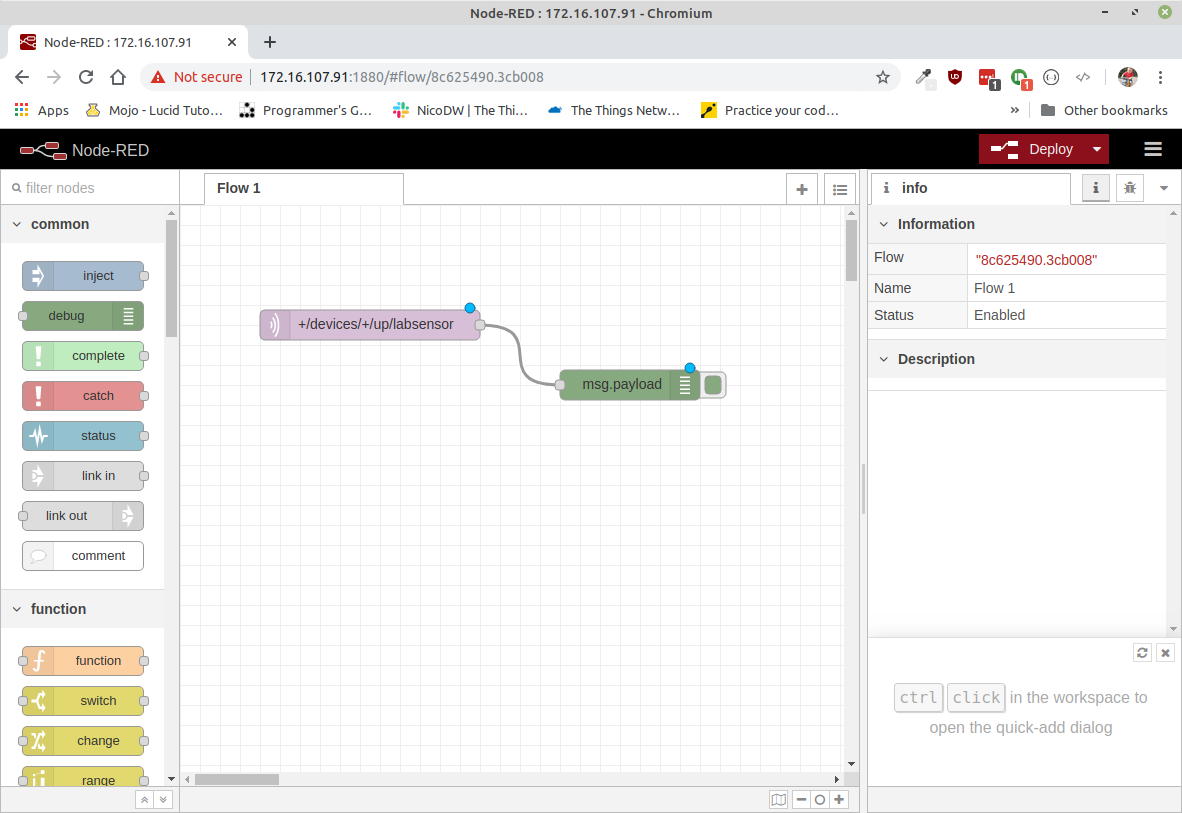 Node-RED : 172.16.107.91 - Chromium
Node-RED : 172.16.107.91
Not secure 172.16.107.91:1880/#flow/8c625490.3cb008
1
1
Apps Mojo - Lucid Tuto… Programmer's G… NicoDW | The Thi… The Things Netw… Practice your cod… » Other bookmarks
Node-RED Deploy
filter nodes
Flow 1
info
common
inject
debug
complete
catch
status
link in
link out
comment
function
function
switch
change
range
+/devices/+/up/labsensor
msg.payload
Information
Flow "8c625490.3cb008"
Name Flow 1
Status Enabled
Description
ctrl click in the workspace to
open the quick-add dialog